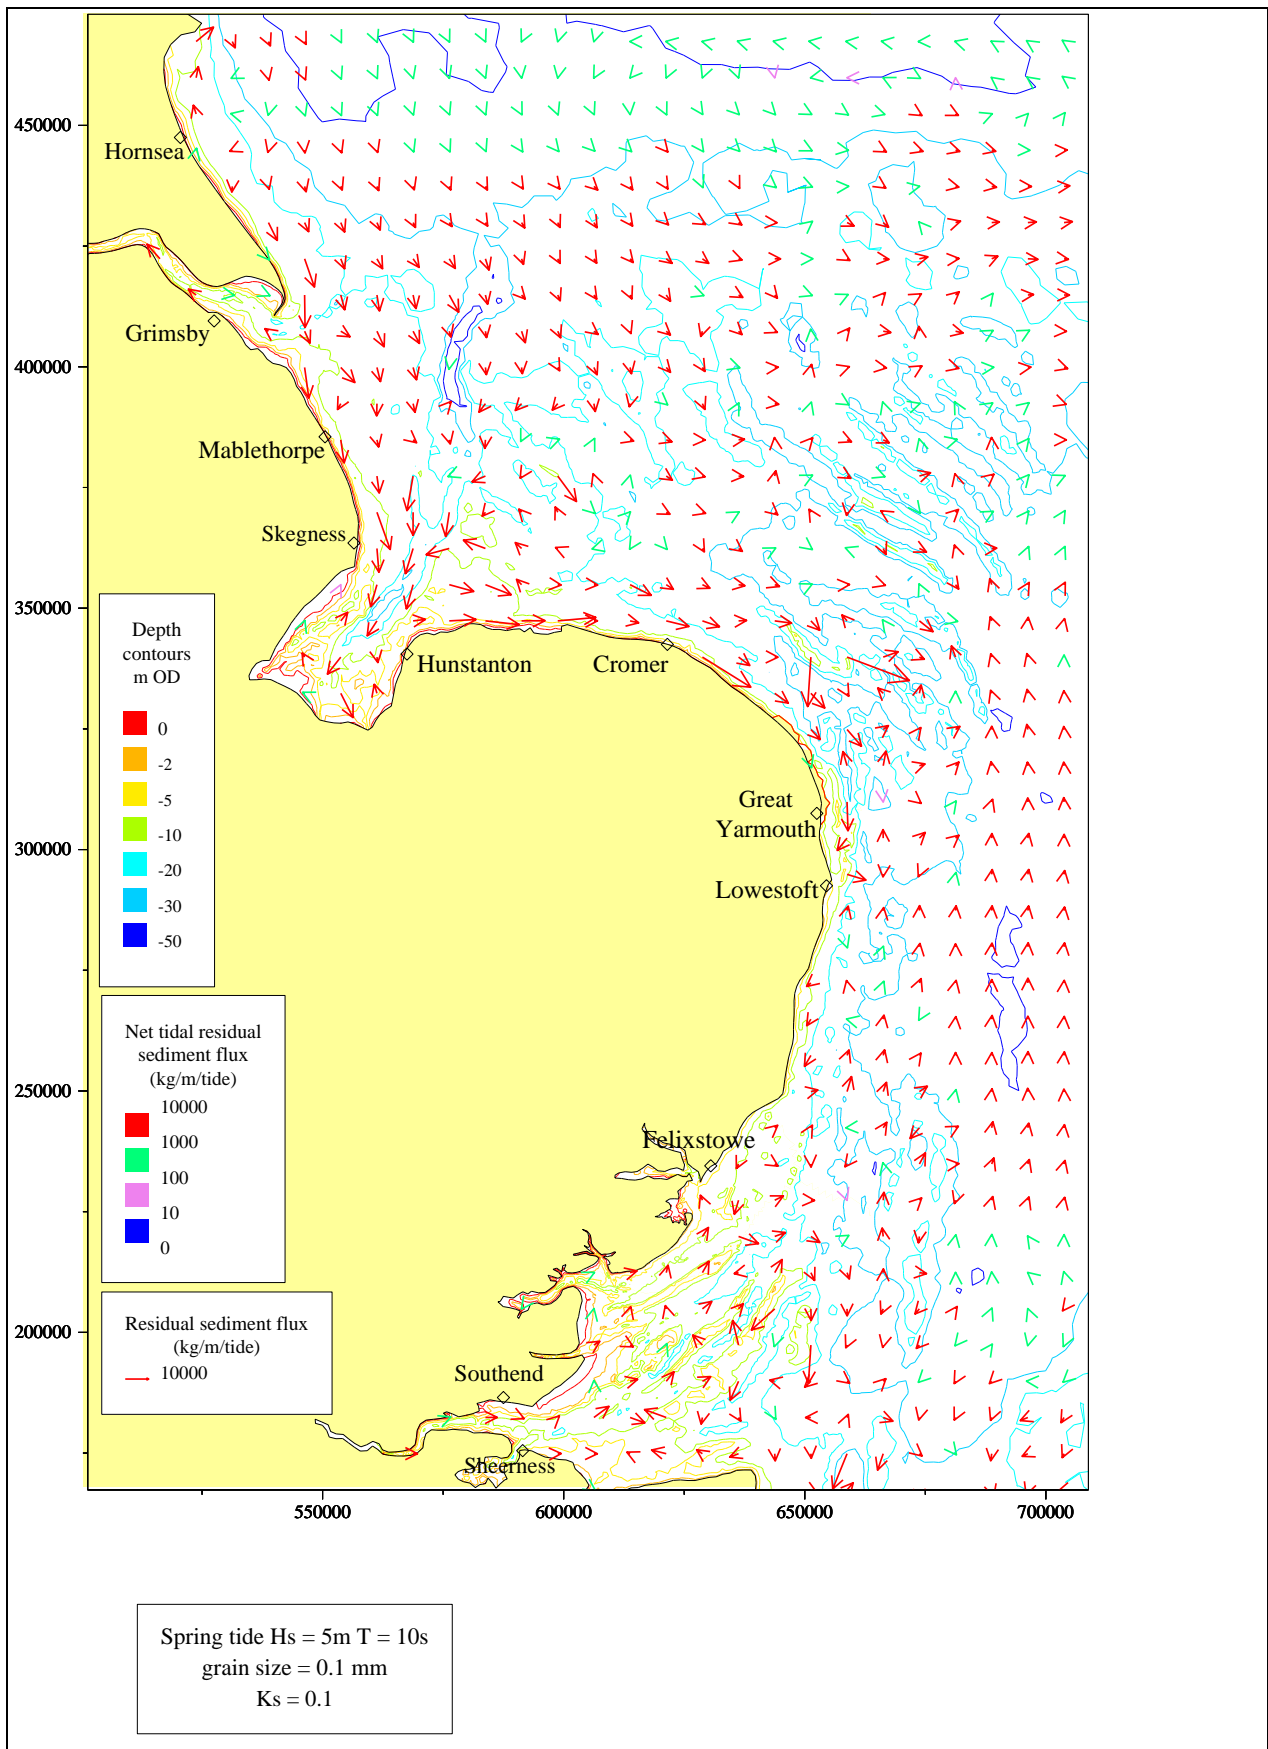 450000
Hornsea
Grimsby
400000
Mablethorpe
Skegness
350000
Depth
contours
m OD
0
-2
-5
-10
-20
-30
-50
Hunstanton
Cromer
Great
Yarmouth
300000
Lowestoft
Net tidal residual
sediment flux
(kg/m/tide)
10000
1000
100
10
0
250000
Felixstowe
Residual sediment flux
(kg/m/tide)
10000
200000
Southend
Sheerness
550000
600000
650000
700000
Spring tide Hs = 5m T = 10s
grain size = 0.1 mm
Ks = 0.1